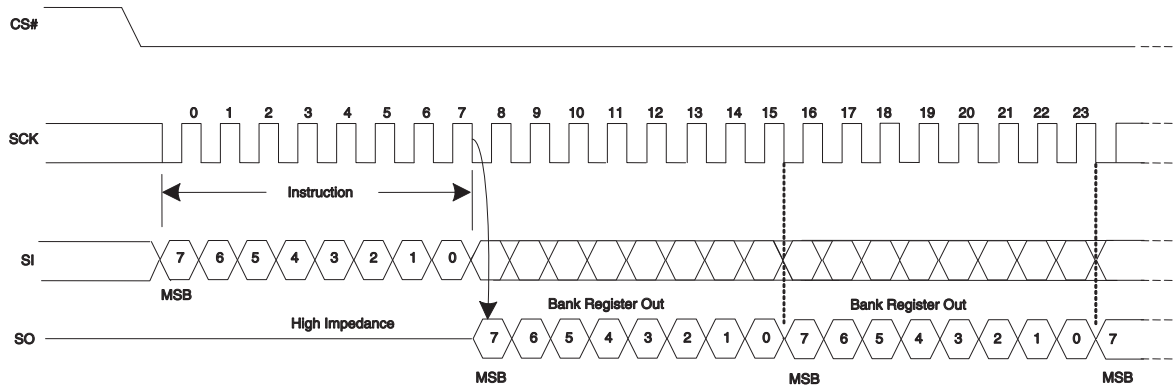 CS#
0 1 2 3 4 5 6 7 8 9 10 11 12 13 14 15 16 17 18 19 20 21 22 23
SCK
Instruction
SI 7 6 5 4 3 2 1 0
MSB
Bank Register Out Bank Register Out
High Impedance
SO 7 6 5 4 3 2 1 0 7 6 5 4 3 2 1 0 7
MSB MSB MSB